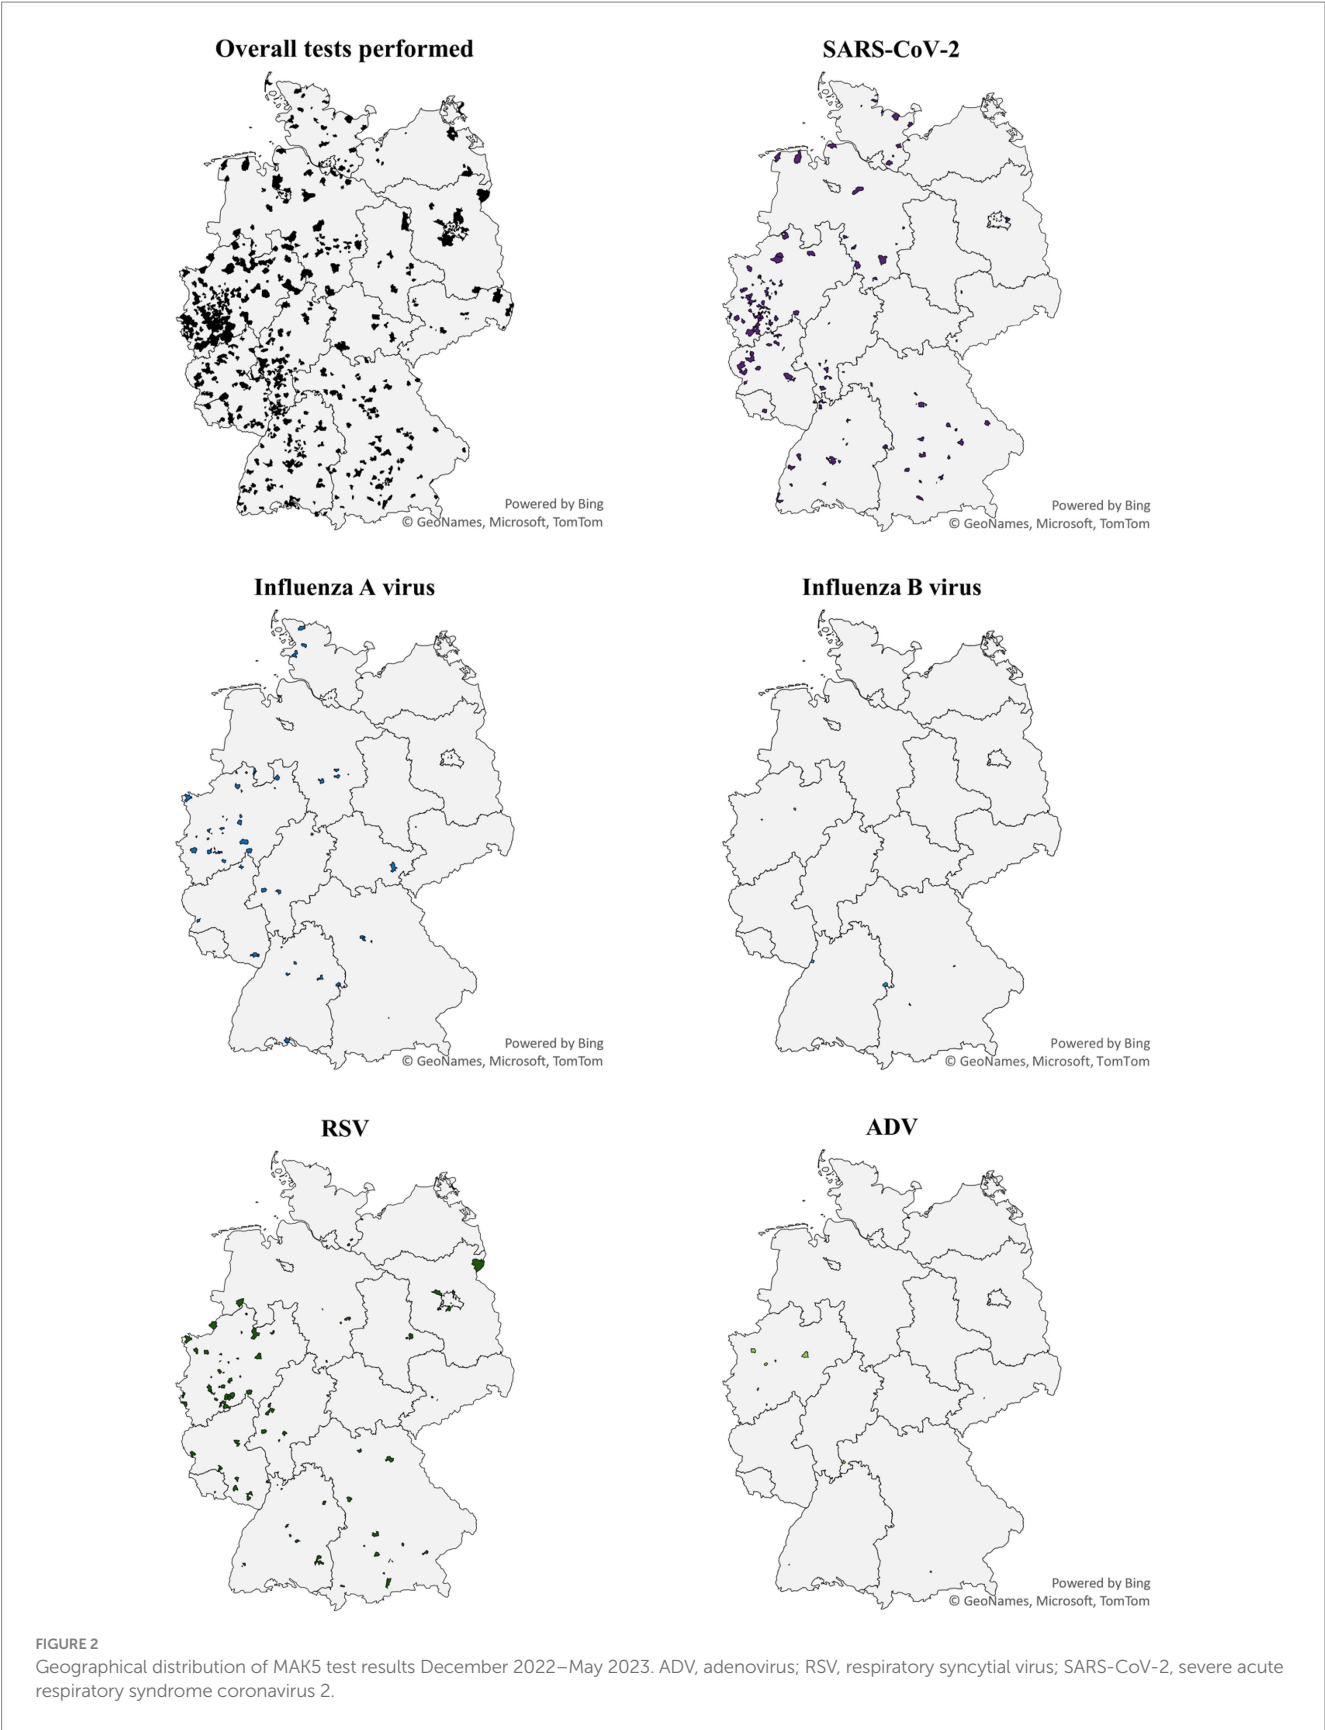 Overall tests performed
SARS-CoV-2
Powered by Bing
© GeoNames, Microsoft, TomTom
Powered by Bing
© GeoNames, Microsoft, TomTom
Influenza A virus
Influenza B virus
Powered by Bing
© GeoNames, Microsoft, TomTom
Powered by Bing
© GeoNames, Microsoft, TomTom
RSV
ADV
Powered by Bing
© GeoNames, Microsoft, TomTom
FIGURE 2
Geographical distribution of MAK5 test results December 2022–May 2023. ADV, adenovirus; RSV, respiratory syncytial virus; SARS-CoV-2, severe acute
respiratory syndrome coronavirus 2.